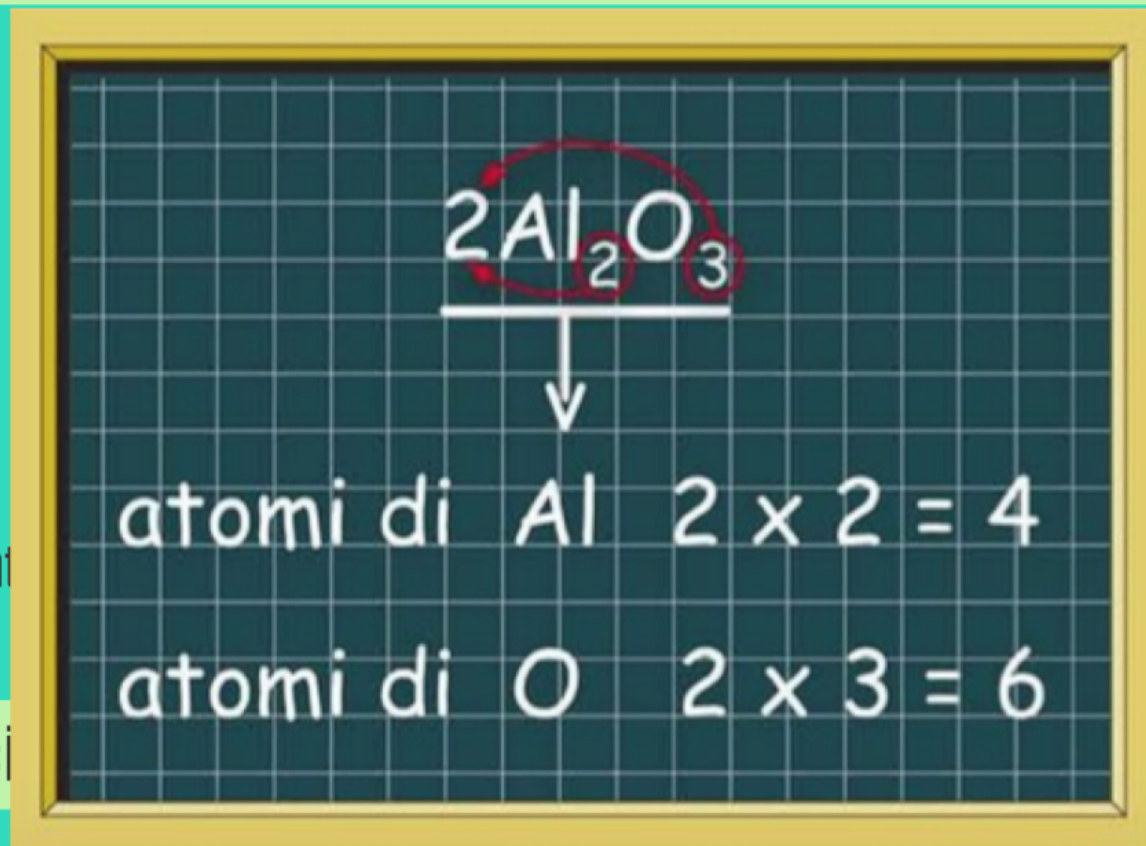 2Al₂O₃
atomi di Al 2 x 2 = 4
atomi di O 2 x 3 = 6